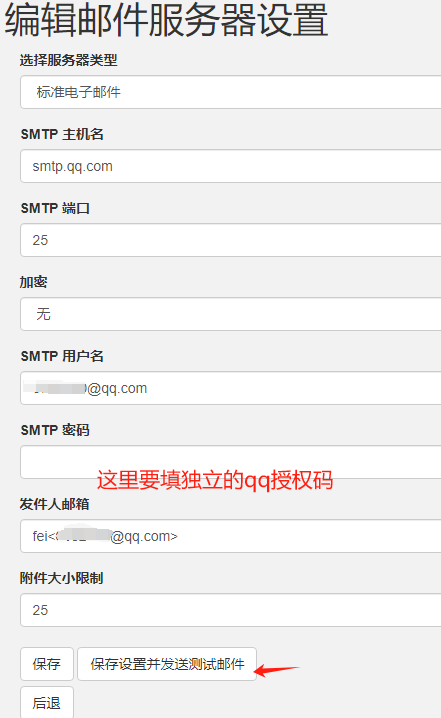 编辑邮件服务器设置
选择服务器类型
标准电子邮件
SMTP 主机名
smtp.qq.com
SMTP 端口
25
加密
无
SMTP 用户名
@qq.com
SMTP 密码
这里要填独立的qq授权码
发件人邮箱
fei< @qq.com>
附件大小限制
25
保存 保存设置并发送测试邮件
后退